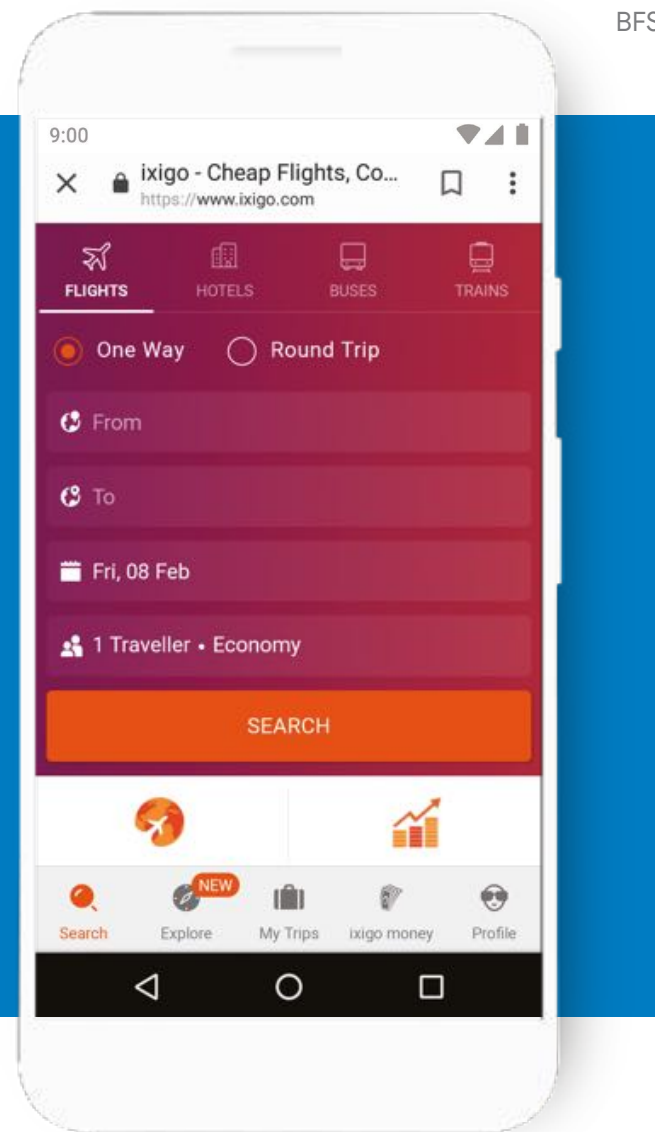 BFS
9:00
ixigo - Cheap Flights, Co...
https://www.ixigo.com
FLIGHTS HOTELS BUSES TRAINS
One Way Round Trip
From
To
Fri, 08 Feb
1 Traveller • Economy
SEARCH
NEW
Search Explore My Trips ixigo money Profile